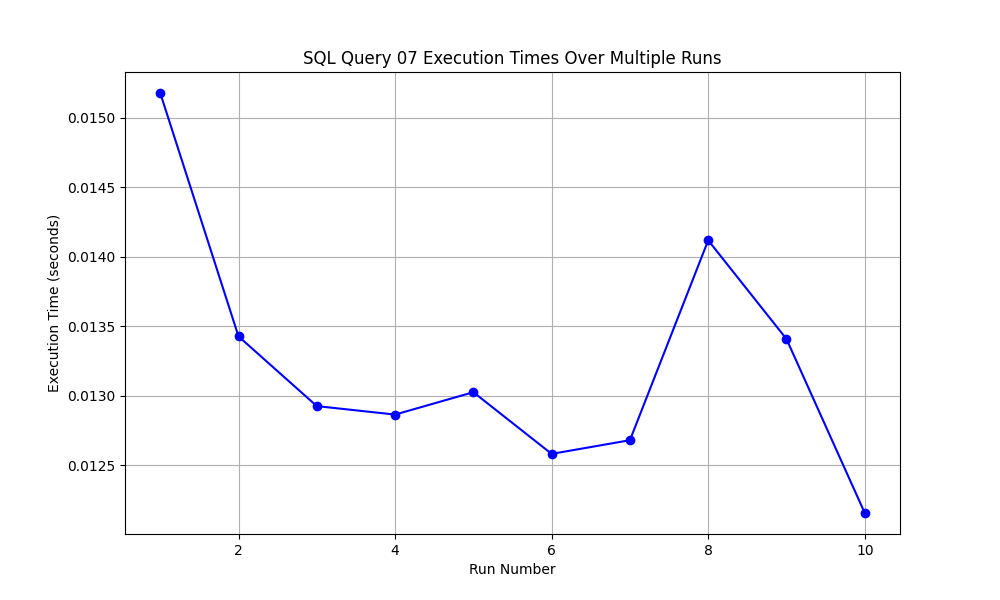 SQL Query 07 Execution Times Over Multiple Runs
0.0150
0.0145
0.0140
0.0135
0.0130
0.0125
Execution Time (seconds)
2 4 6 8 10
Run Number